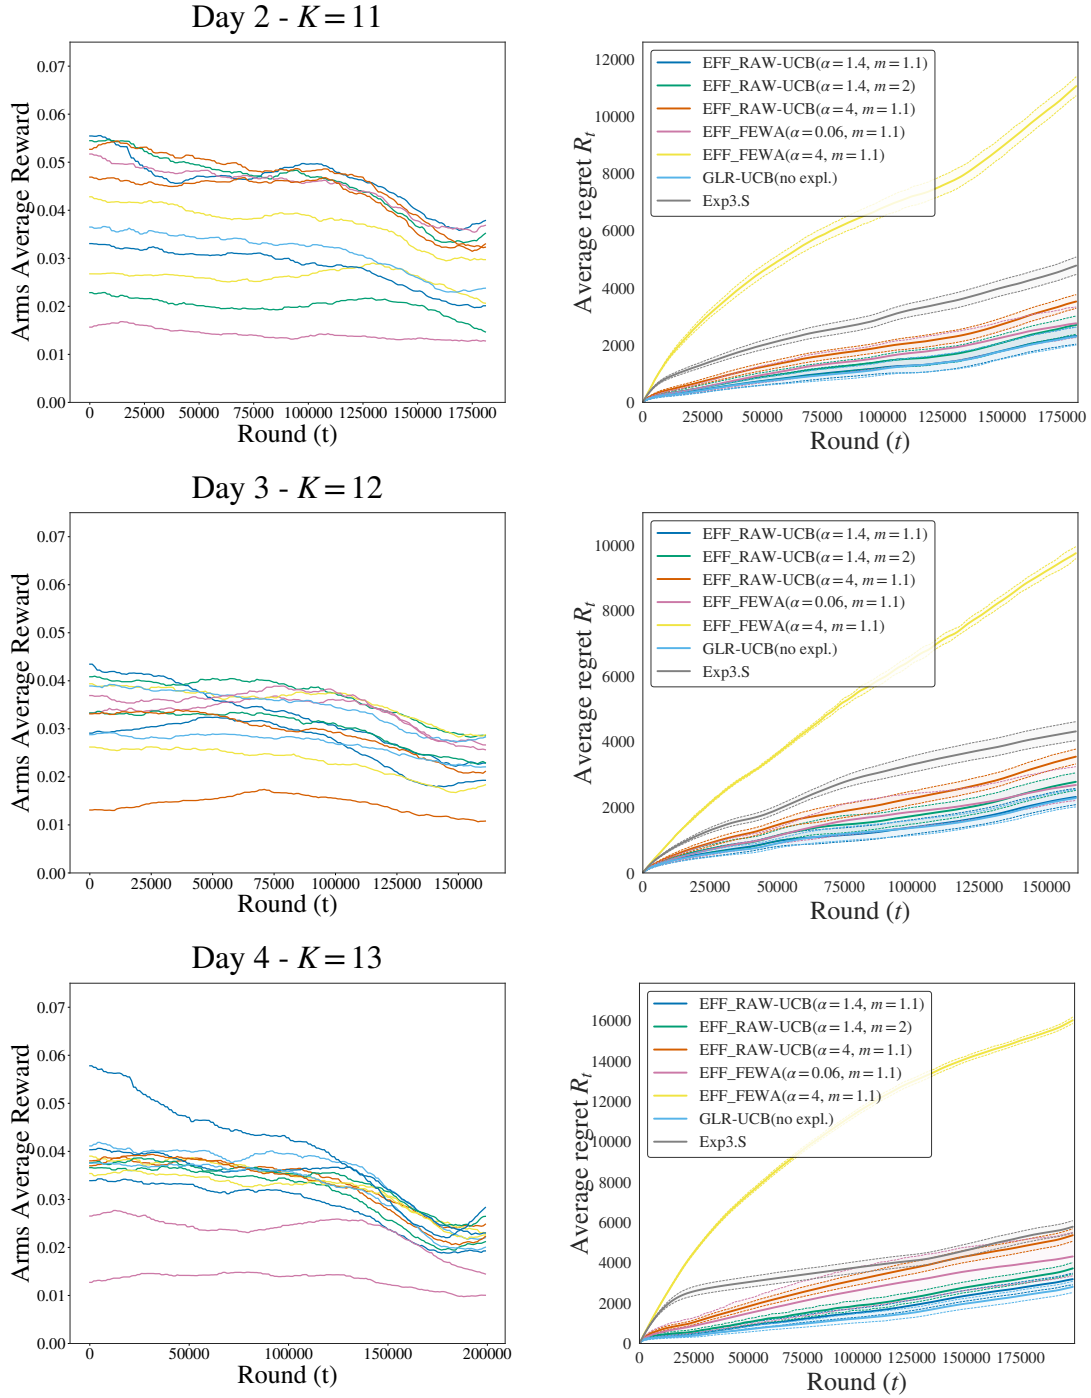 Day 2 - K = 11
0.07
0.06
0.05
0.04
0.03
0.02
0.01
0.00
Arms Average Reward
0 25000 50000 75000 100000 125000 150000 175000
Round (t)
12000
10000
8000
6000
4000
2000
0
Average regret R_t
EFF_RAW-UCB(α = 1.4, m = 1.1)
EFF_RAW-UCB(α = 1.4, m = 2)
EFF_RAW-UCB(α = 4, m = 1.1)
EFF_FEWA(α = 0.06, m = 1.1)
EFF_FEWA(α = 4, m = 1.1)
GLR-UCB(no expl.)
Exp3.S
0 25000 50000 75000 100000 125000 150000 175000
Round (t)
Day 3 - K = 12
0.07
0.06
0.05
0.04
0.03
0.02
0.01
0.00
Arms Average Reward
0 25000 50000 75000 100000 125000 150000
Round (t)
10000
8000
6000
4000
2000
0
Average regret R_t
EFF_RAW-UCB(α = 1.4, m = 1.1)
EFF_RAW-UCB(α = 1.4, m = 2)
EFF_RAW-UCB(α = 4, m = 1.1)
EFF_FEWA(α = 0.06, m = 1.1)
EFF_FEWA(α = 4, m = 1.1)
GLR-UCB(no expl.)
Exp3.S
0 25000 50000 75000 100000 125000 150000
Round (t)
Day 4 - K = 13
0.07
0.06
0.05
0.04
0.03
0.02
0.01
0.00
Arms Average Reward
0 50000 100000 150000 200000
Round (t)
16000
14000
12000
10000
8000
6000
4000
2000
0
Average regret R_t
EFF_RAW-UCB(α = 1.4, m = 1.1)
EFF_RAW-UCB(α = 1.4, m = 2)
EFF_RAW-UCB(α = 4, m = 1.1)
EFF_FEWA(α = 0.06, m = 1.1)
EFF_FEWA(α = 4, m = 1.1)
GLR-UCB(no expl.)
Exp3.S
0 25000 50000 75000 100000 125000 150000 175000
Round (t)